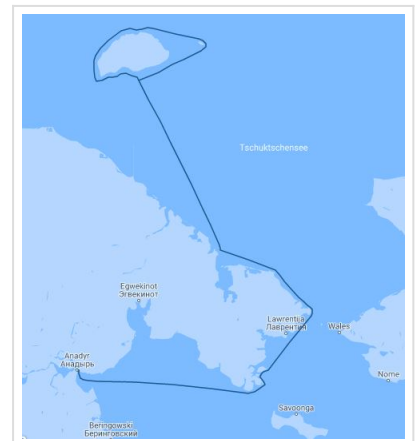 Tschuktschensee
Egwekinot
Эгвекинот
Lawrentija
Лаврентия
Wales
Anadyr
Анадырь
Nome
Savoonga
Beringowski
Беринговский